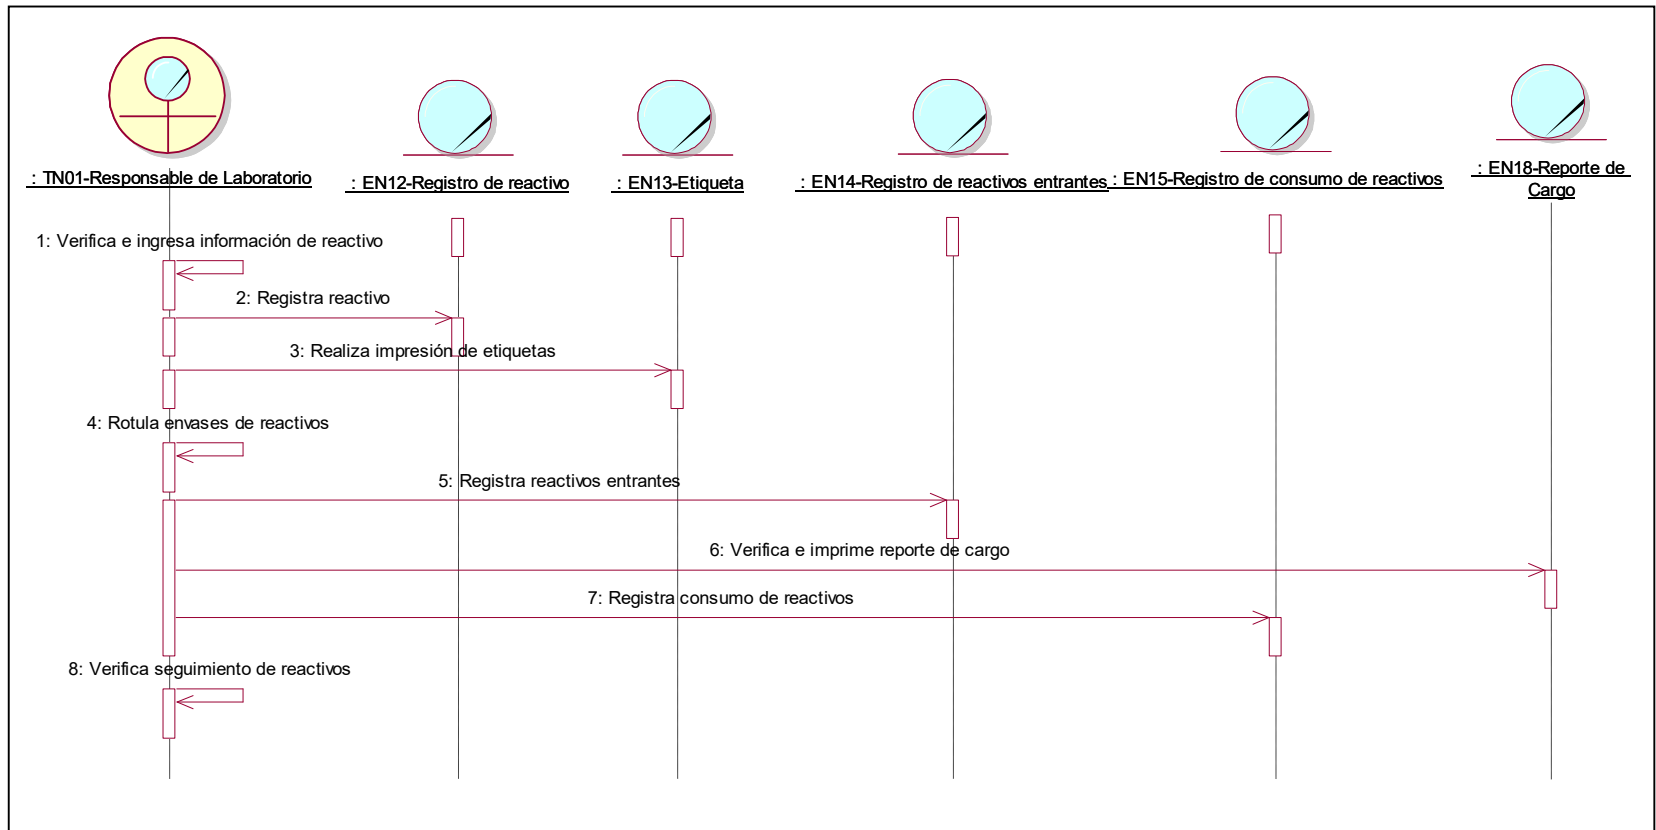 : TN01-Responsable de Laboratorio
: EN12-Registro de reactivo
: EN13-Etiqueta
: EN14-Registro de reactivos entrantes
: EN15-Registro de consumo de reactivos
: EN18-Reporte de
Cargo
1: Verifica e ingresa información de reactivo
2: Registra reactivo
3: Realiza impresión de etiquetas
4: Rotula envases de reactivos
5: Registra reactivos entrantes
6: Verifica e imprime reporte de cargo
7: Registra consumo de reactivos
8: Verifica seguimiento de reactivos